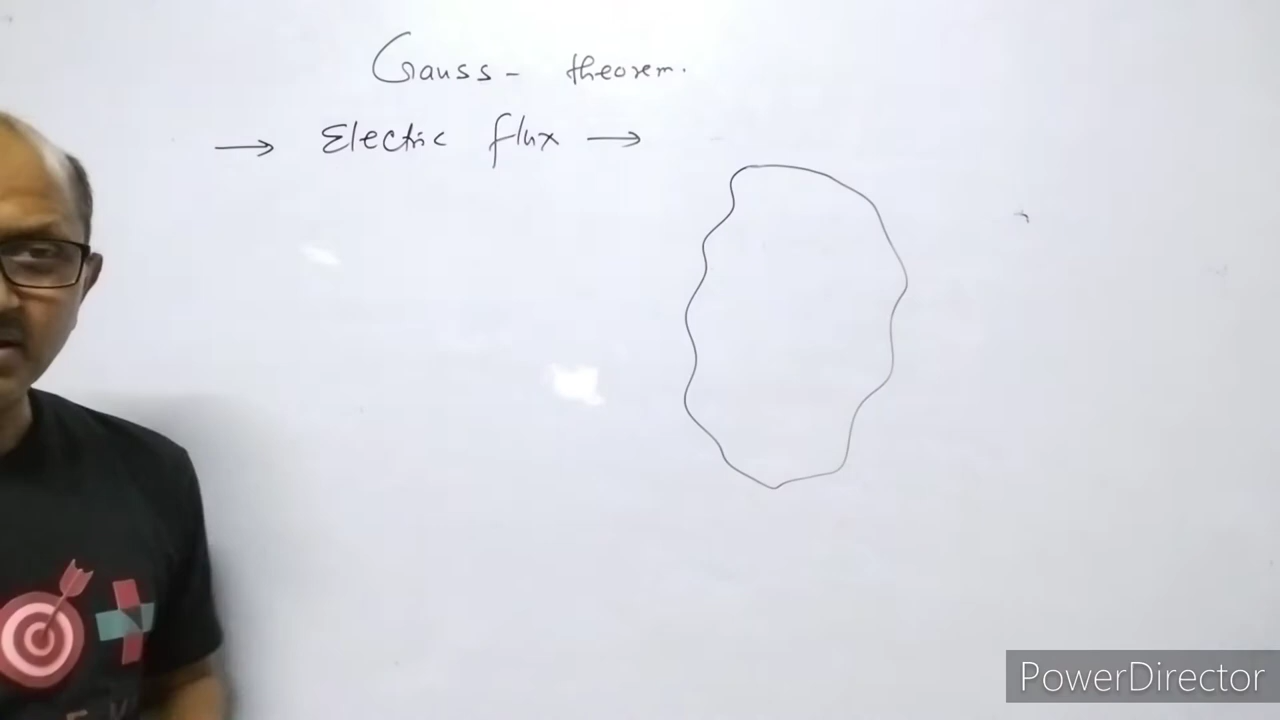 Gauss - theorem.
→ Electric flux →
PowerDirector